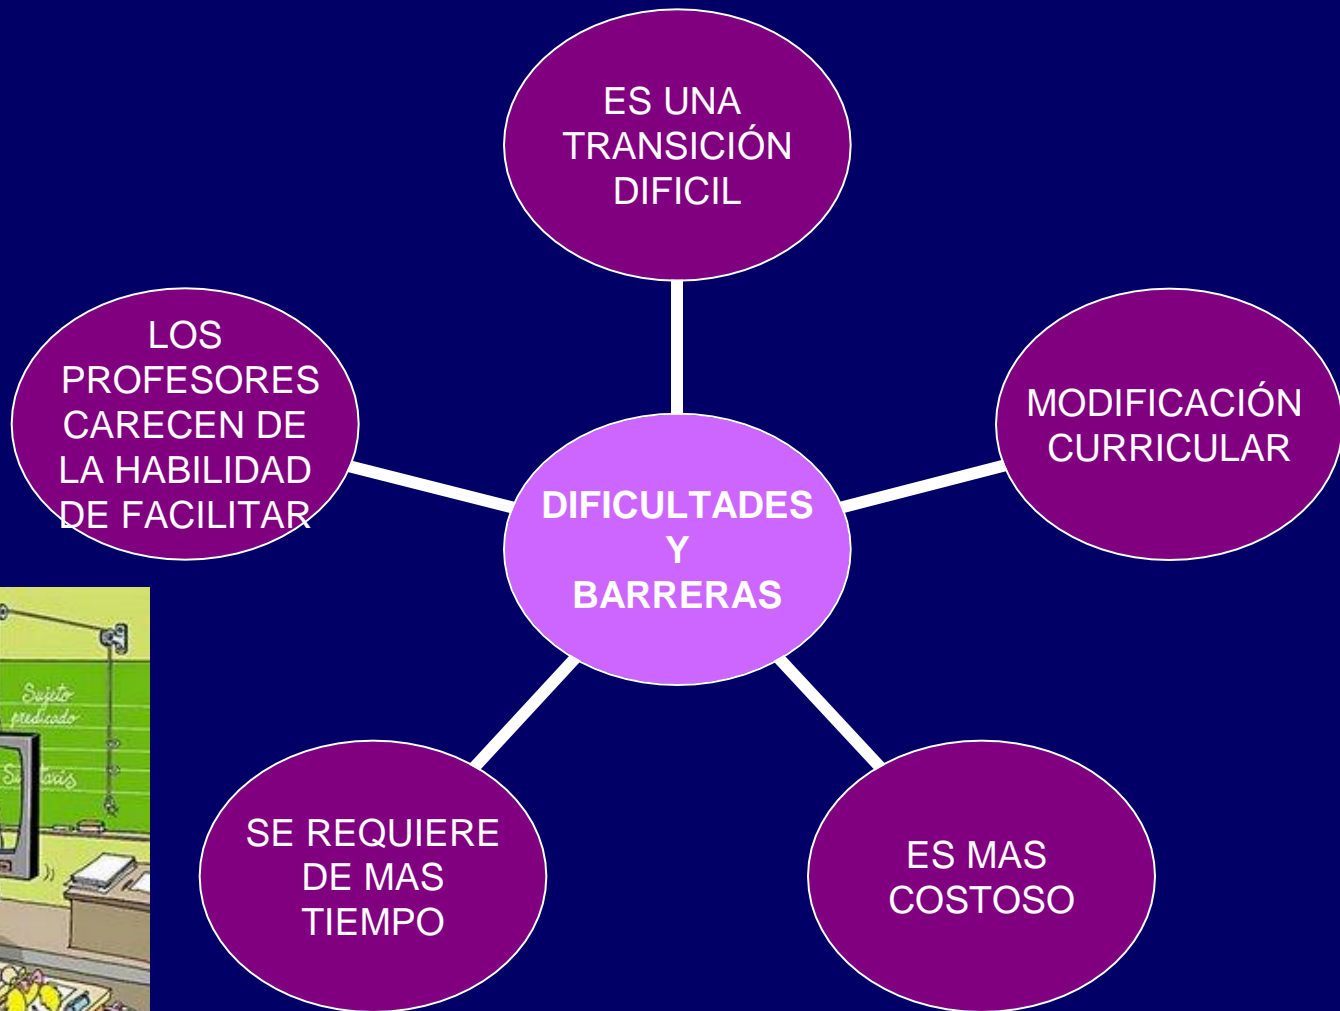 ES UNA
TRANSICIÓN
DIFICIL
LOS
PROFESORES
CARECEN DE
LA HABILIDAD
DE FACILITAR
MODIFICACIÓN
CURRICULAR
DIFICULTADES
Y
BARRERAS
Sujeto
predicado
SE REQUIERE
DE MAS
TIEMPO
ES MAS
COSTOSO